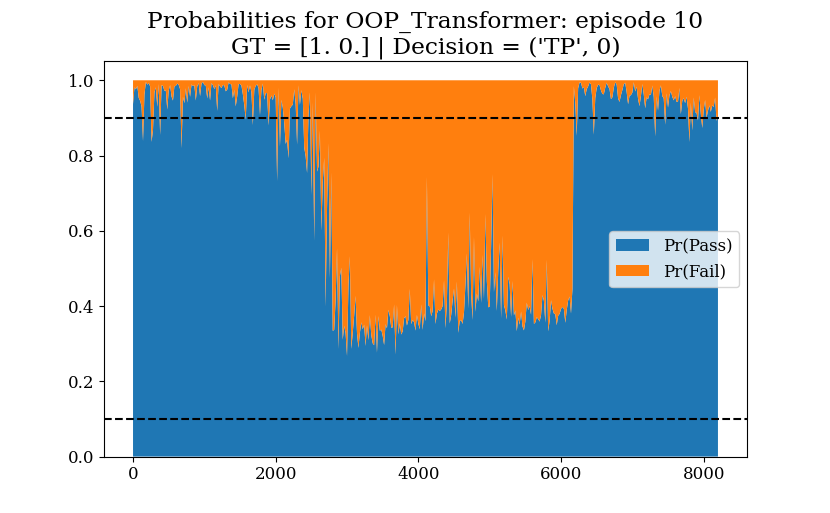 Probabilities for OOP_Transformer: episode 10
GT = [1. 0.] | Decision = ('TP', 0)
1.0
0.8
0.6
0.4
0.2
0.0
Pr(Pass)
Pr(Fail)
0
2000
4000
6000
8000